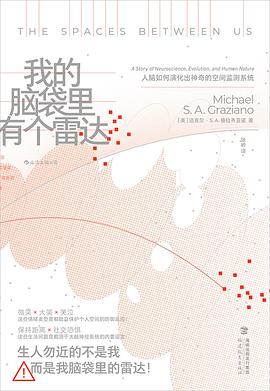 THE SPACES BETWEEN US
A Story of Neuroscience, Evolution, and Human Nature
人脑如何演化出神奇的空间监测系统
我的
脑袋里
有个雷达
Michael
S. A. Graziano
[美] 迈克尔·S.A.格拉齐亚诺 著
译
微笑 × 大笑 × 哭泣
保持距离 × 社交恐惧
生人勿近的不是我
而是我脑袋里的雷达！